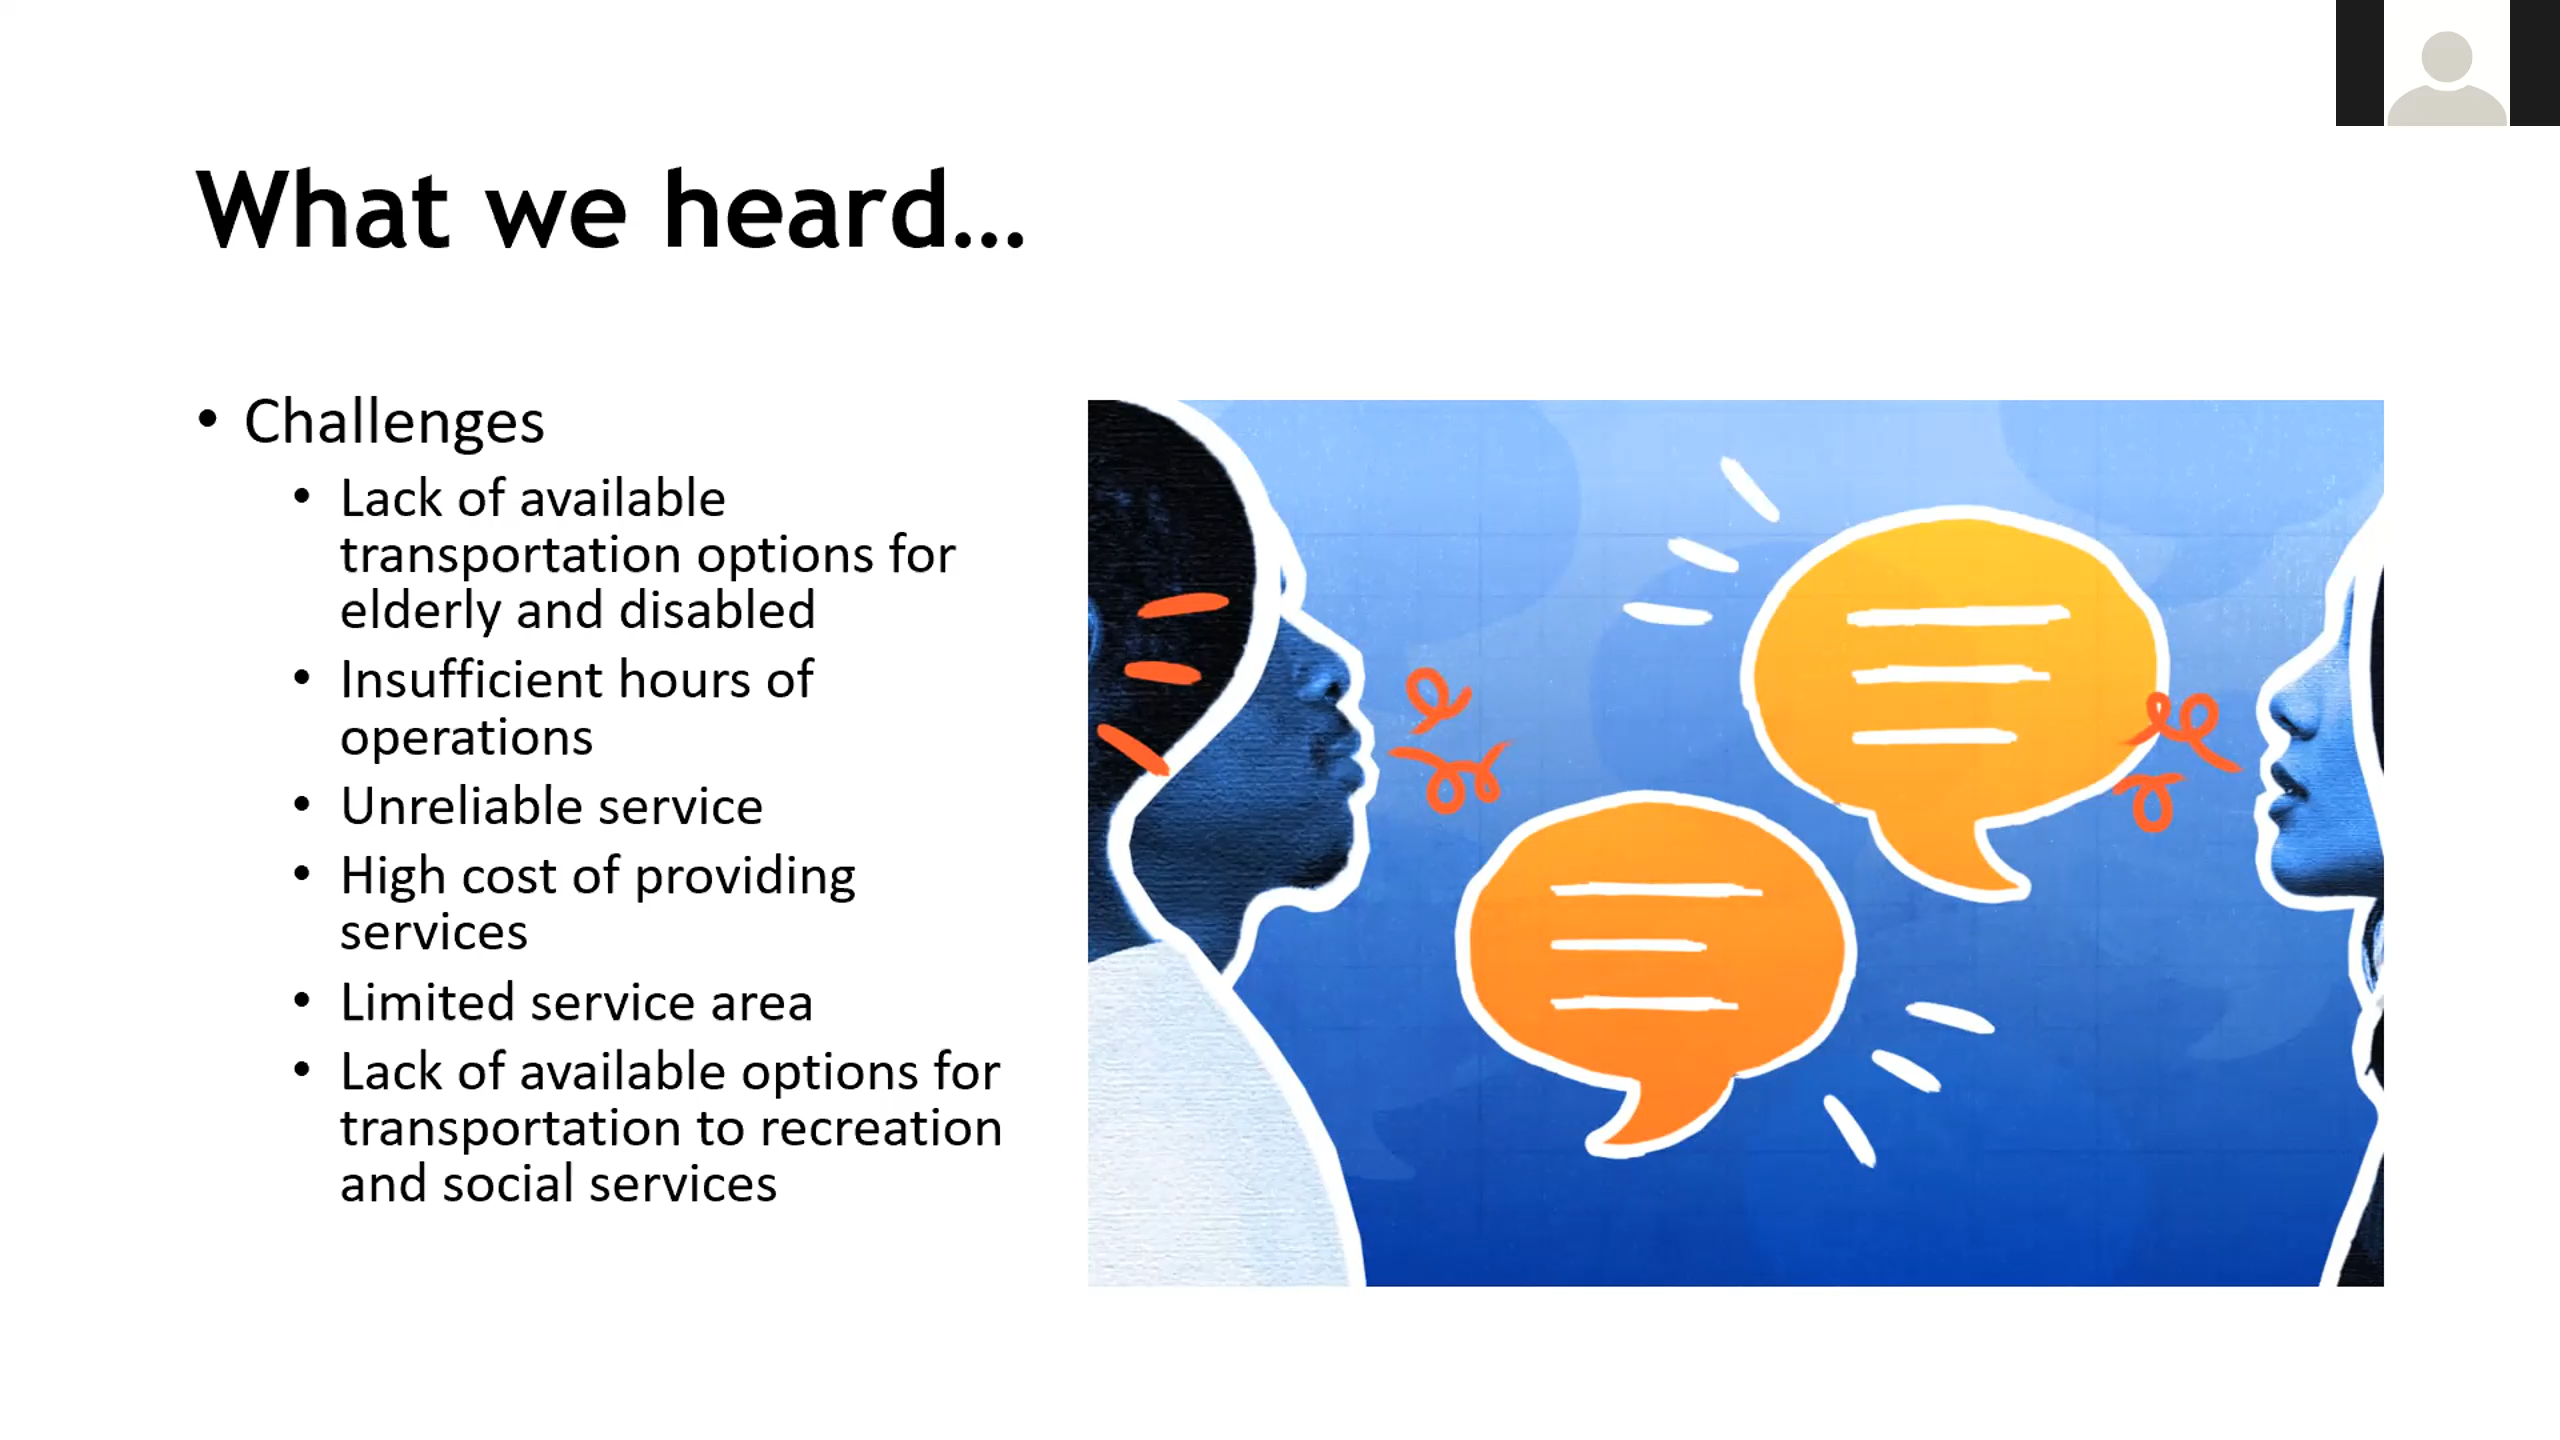 What we heard...
• Challenges
• Lack of available
transportation options for
elderly and disabled
• Insufficient hours of
operations
• Unreliable service
• High cost of providing
services
• Limited service area
• Lack of available options for
transportation to recreation
and social services